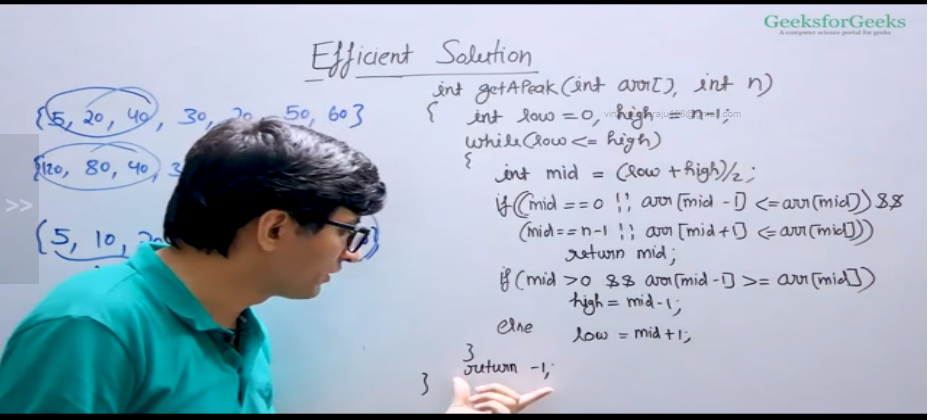 GeeksforGeeks
A computer science portal for geeks
Efficient Solution
{5, 20, 40, 30, 20, 50, 60}
{120, 80, 40, 3
{5, 10, 20
int getAPeak(int arr[], int n)
{ int low = 0, high = n-1;
while(low <= high)
{
int mid = (low + high)/2;
if((mid == 0 || arr[mid - 1] <= arr[mid]) &&
(mid == n-1 || arr[mid+1] <= arr[mid]))
return mid;
if(mid > 0 && arr[mid-1] >= arr[mid])
high = mid-1;
else low = mid+1;
}
return -1;
}